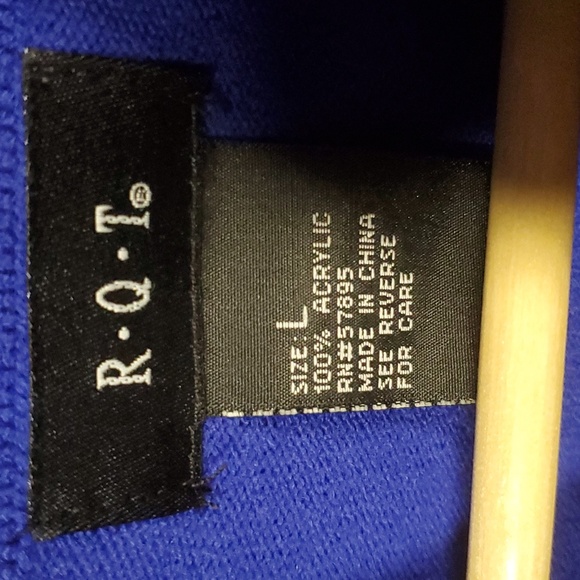 R·Q·T®
SIZE: L
100% ACRYLIC
RN#57895
MADE IN CHINA
SEE REVERSE
FOR CARE